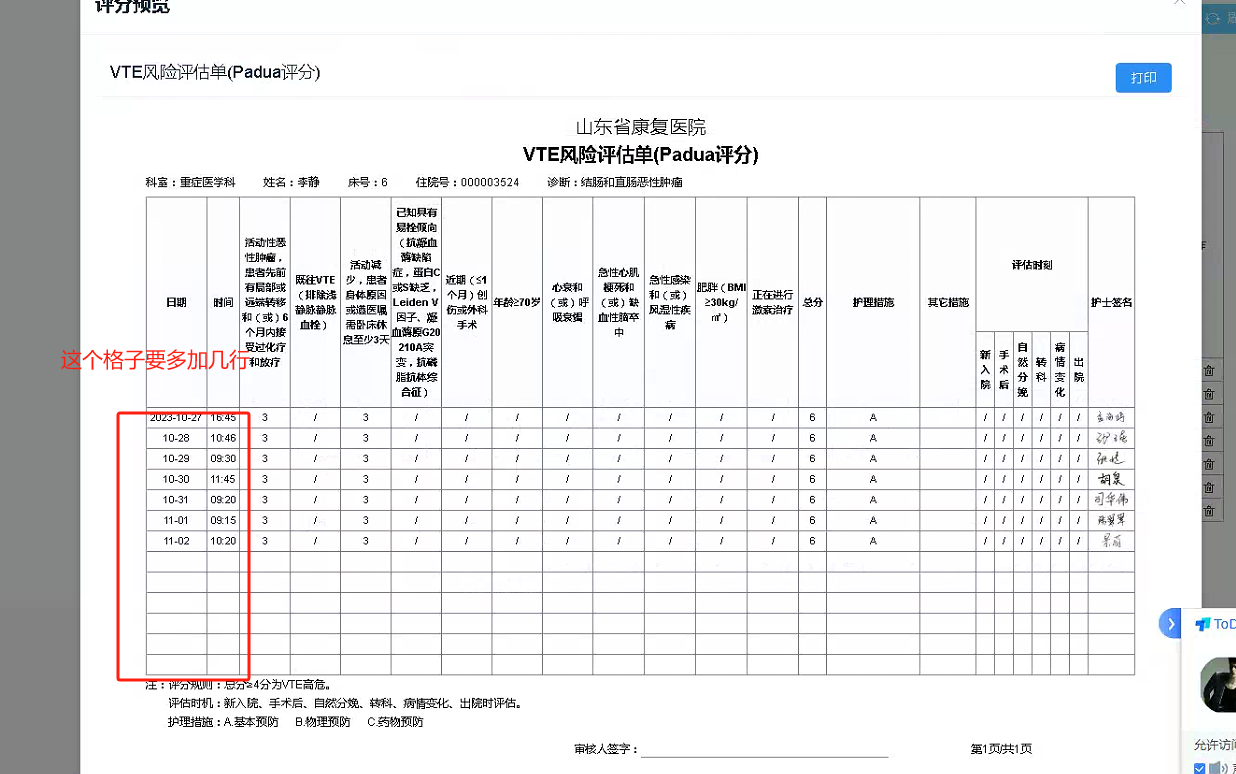 评分预览
VTE风险评估单(Padua评分)
打印
山东省康复医院
VTE风险评估单(Padua评分)
科室：重症医学科 姓名：李静 床号：6 住院号：000003524 诊断：结肠和直肠恶性肿瘤
日期
时间
活动性恶
性肿瘤，
患者先前
有局部或
远端转移
和（或）6
个月内接
受过化疗
和放疗
既往VTE
（排除浅
静脉静脉
血栓）
活动减
少，患者
身体原因
或遵医嘱
需卧床休
息至少3天
已知具有
易栓倾向
（抗凝血
酶缺陷
症，蛋白C
或S缺乏，
Leiden V
因子、凝
血酶原G20
210A突
变，抗磷
脂抗体综
合征）
近期（≤1
个月）创
伤或外科
手术
年龄≥70岁
心衰和
（或）呼
吸衰竭
急性心肌
梗死和
（或）缺
血性脑卒
中
急性感染
和（或）
风湿性疾
病
肥胖（BMI
≥30kg/
㎡）
正在进行
激素治疗
总分
护理措施
其它措施
评估时刻
新入院
手术后
自然分娩
转科
病情变化
出院
护士签名
这个格子要多加几行
2023-10-27 16:45 3 / 3 / / / / / / / / 6 A / / / / / /
10-28 10:46 3 / 3 / / / / / / / / 6 A / / / / / /
10-29 09:30 3 / 3 / / / / / / / / 6 A / / / / / /
10-30 11:45 3 / 3 / / / / / / / / 6 A / / / / / /
10-31 09:20 3 / 3 / / / / / / / / 6 A / / / / / / 司华伟
11-01 09:15 3 / 3 / / / / / / / / 6 A / / / / / /
11-02 10:20 3 / 3 / / / / / / / / 6 A / / / / / /
注：评分规则：总分≥4分为VTE高危。
评估时机：新入院、手术后、自然分娩、转科、病情变化、出院时评估。
护理措施：A.基本预防 B.物理预防 C.药物预防
审核人签字：
第1页/共1页
ToD
允许访问